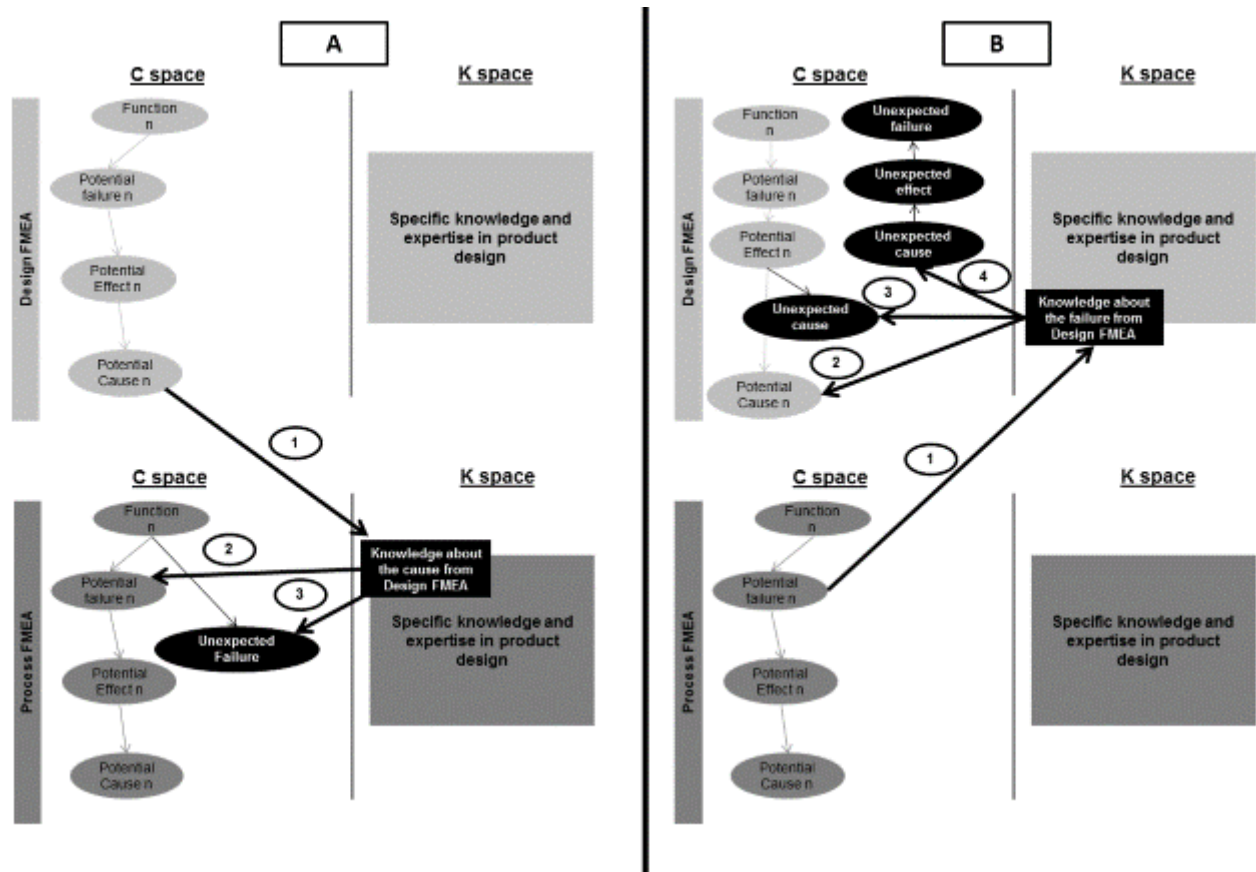 A
C space
K space
Design FMEA
Function
n
Potential
failure n
Potential
Effect n
Potential
Cause n
Specific knowledge and
expertise in product
design
1
C space
K space
Process FMEA
Function
n
2
Potential
failure n
3
Unexpected
Failure
Potential
Effect n
Potential
Cause n
Knowledge about
the cause from
Design FMEA
Specific knowledge and
expertise in product
design
B
C space
K space
Design FMEA
Function
n
Potential
failure n
Potential
Effect n
Potential
Cause n
Unexpected
failure
Unexpected
effect
Unexpected
cause
Unexpected
cause
4
3
2
Specific knowledge and
expertise in product
design
Knowledge about
the failure from
Design FMEA
1
C space
K space
Process FMEA
Function
n
Potential
failure n
Potential
Effect n
Potential
Cause n
Specific knowledge and
expertise in product
design